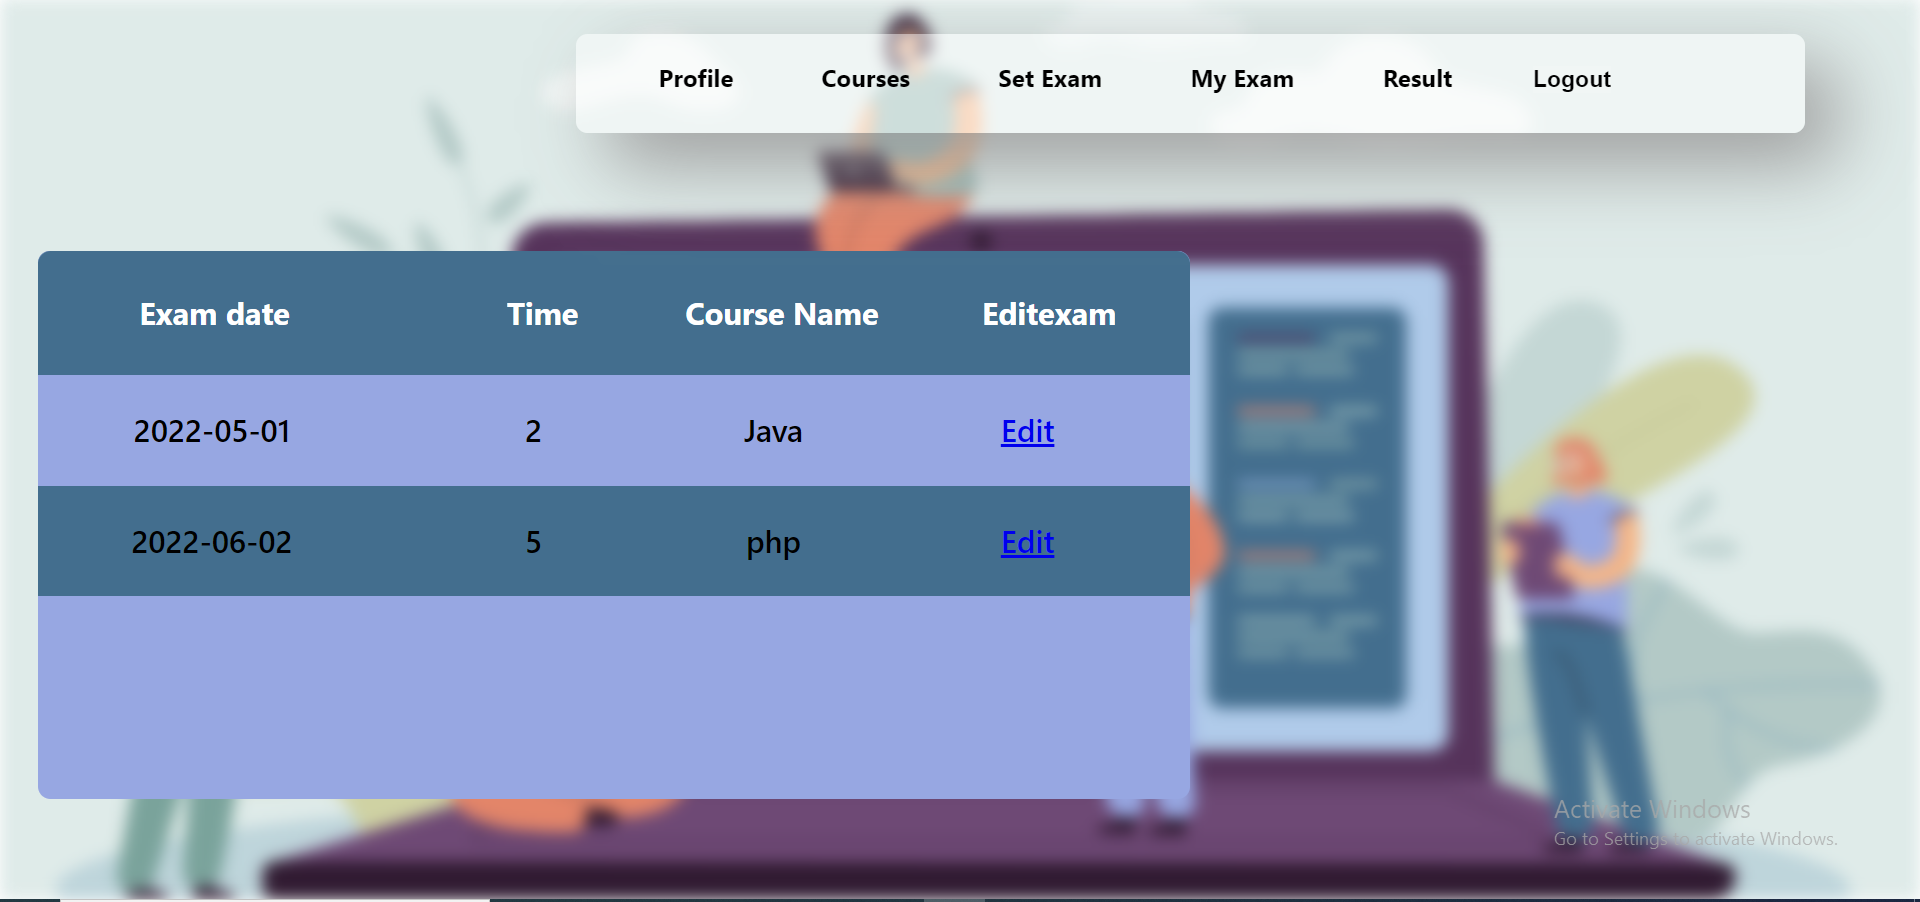 Profile Courses Set Exam My Exam Result Logout
Exam date Time Course Name Editexam
2022-05-01 2 Java Edit
2022-06-02 5 php Edit
Activate Windows
Go to Settings to activate Windows.